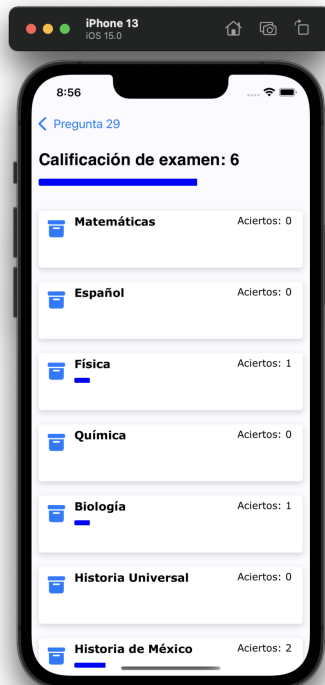 iPhone 13
iOS 15.0
8:56
Pregunta 29
Calificación de examen: 6
Matemáticas
Aciertos: 0
Español
Aciertos: 0
Física
Aciertos: 1
Química
Aciertos: 0
Biología
Aciertos: 1
Historia Universal
Aciertos: 0
Historia de México
Aciertos: 2